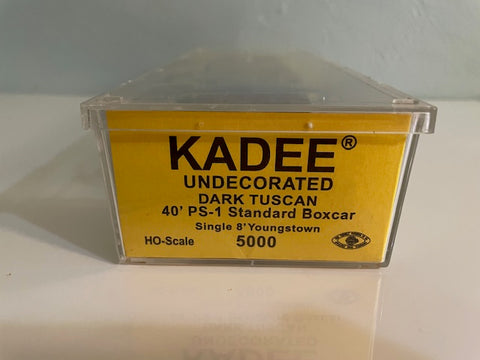 KADEE®
UNDECORATED
DARK TUSCAN
40' PS-1 Standard Boxcar
Single 8' Youngstown
HO-Scale 5000